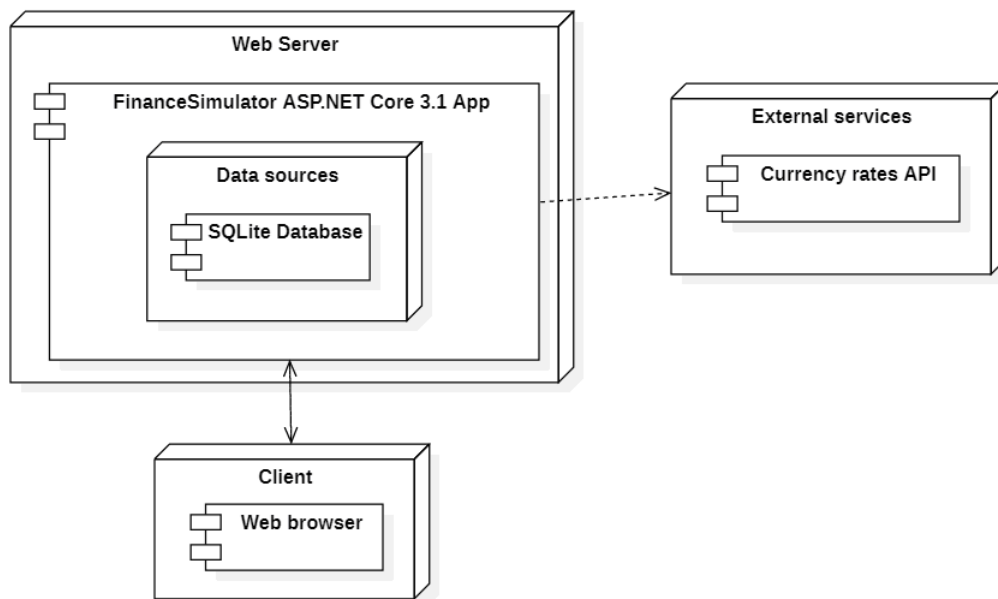 Web Server
FinanceSimulator ASP.NET Core 3.1 App
Data sources
SQLite Database
External services
Currency rates API
Client
Web browser